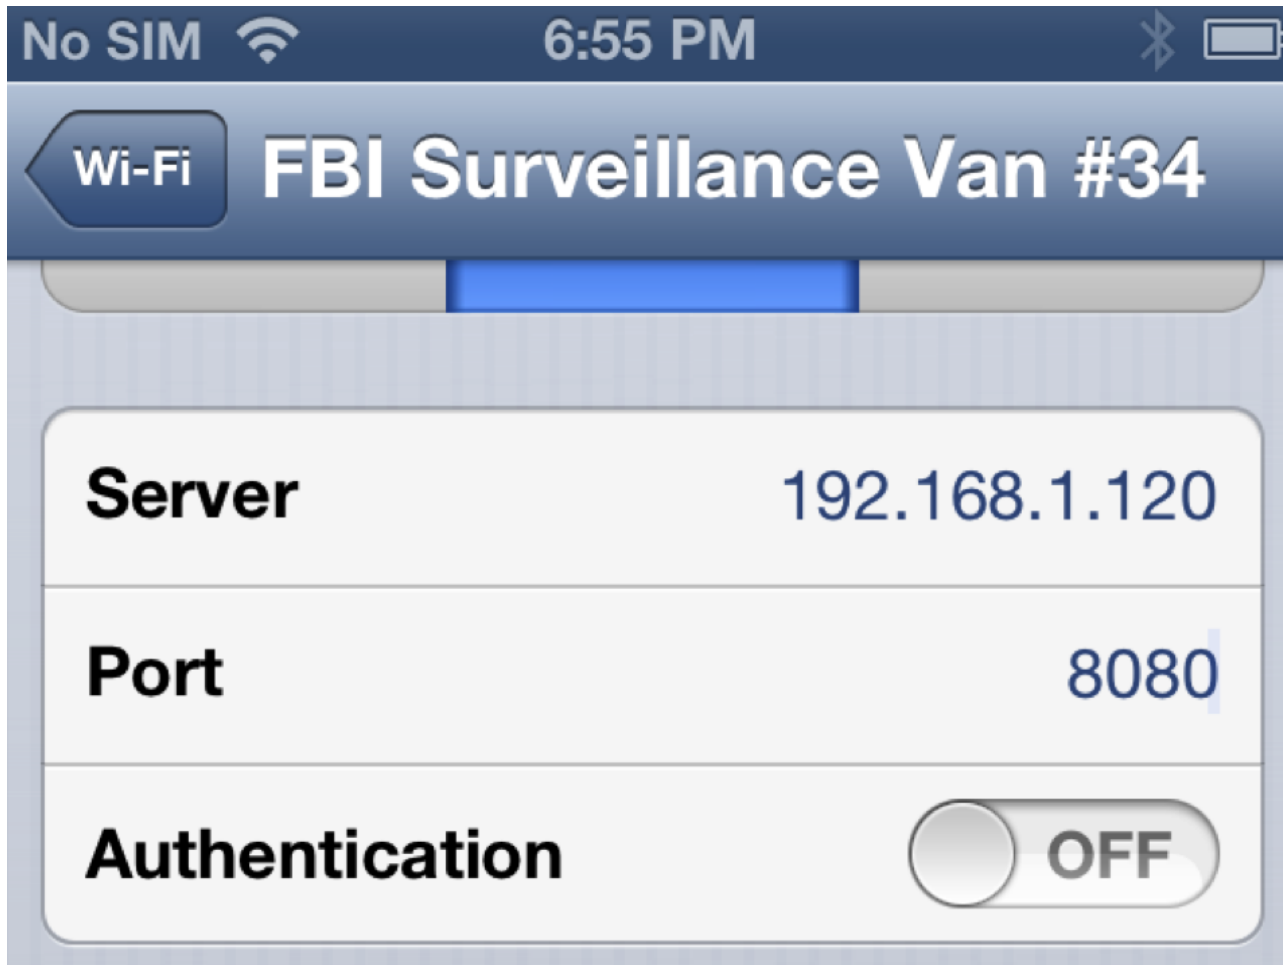 No SIM 6:55 PM
Wi-Fi FBI Surveillance Van #34
Server 192.168.1.120
Port 8080
Authentication OFF